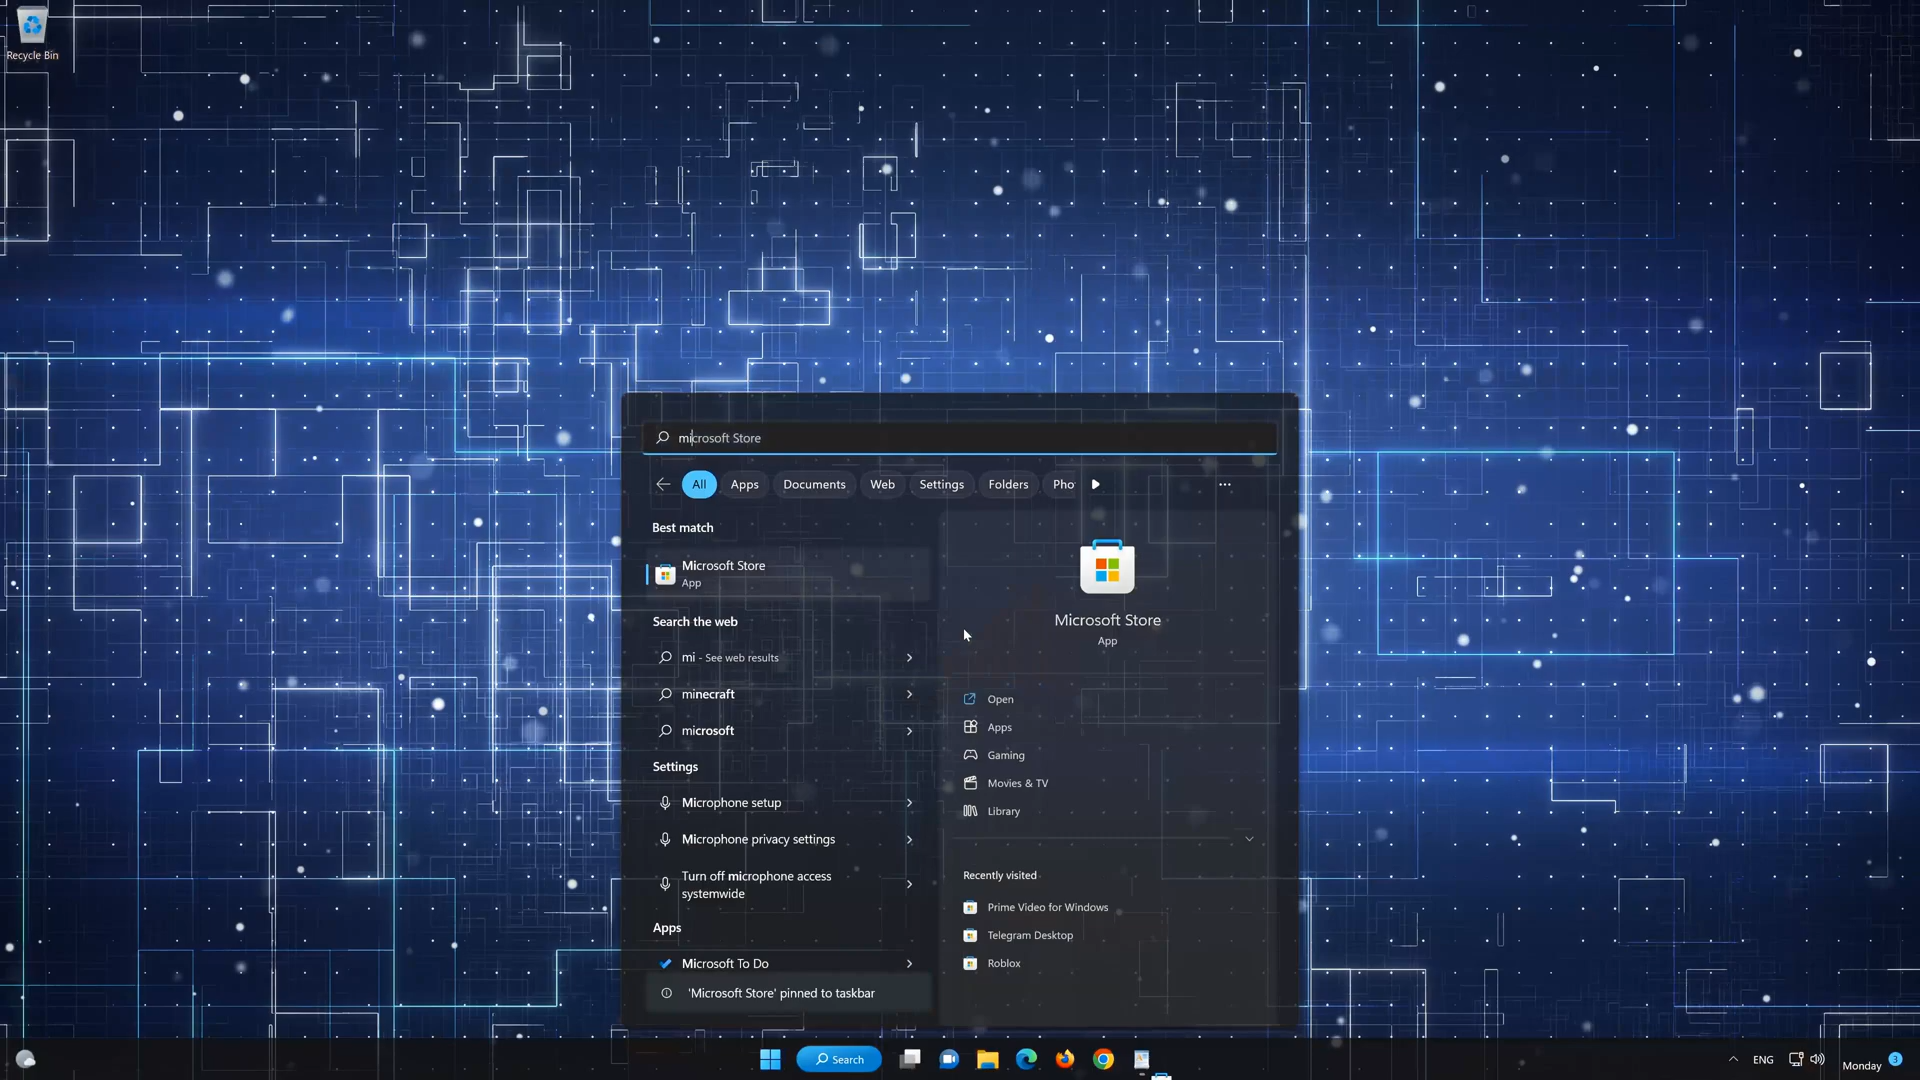 Recycle Bin
microsoft Store
All Apps Documents Web Settings Folders Pho
Best match
Microsoft Store
App
Search the web
mi - See web results
minecraft
microsoft
Settings
Microphone setup
Microphone privacy settings
Turn off microphone access
systemwide
Apps
Microsoft To Do
'Microsoft Store' pinned to taskbar
Microsoft Store
App
Open
Apps
Gaming
Movies & TV
Library
Recently visited
Prime Video for Windows
Telegram Desktop
Roblox
Search
ENG
Monday
3